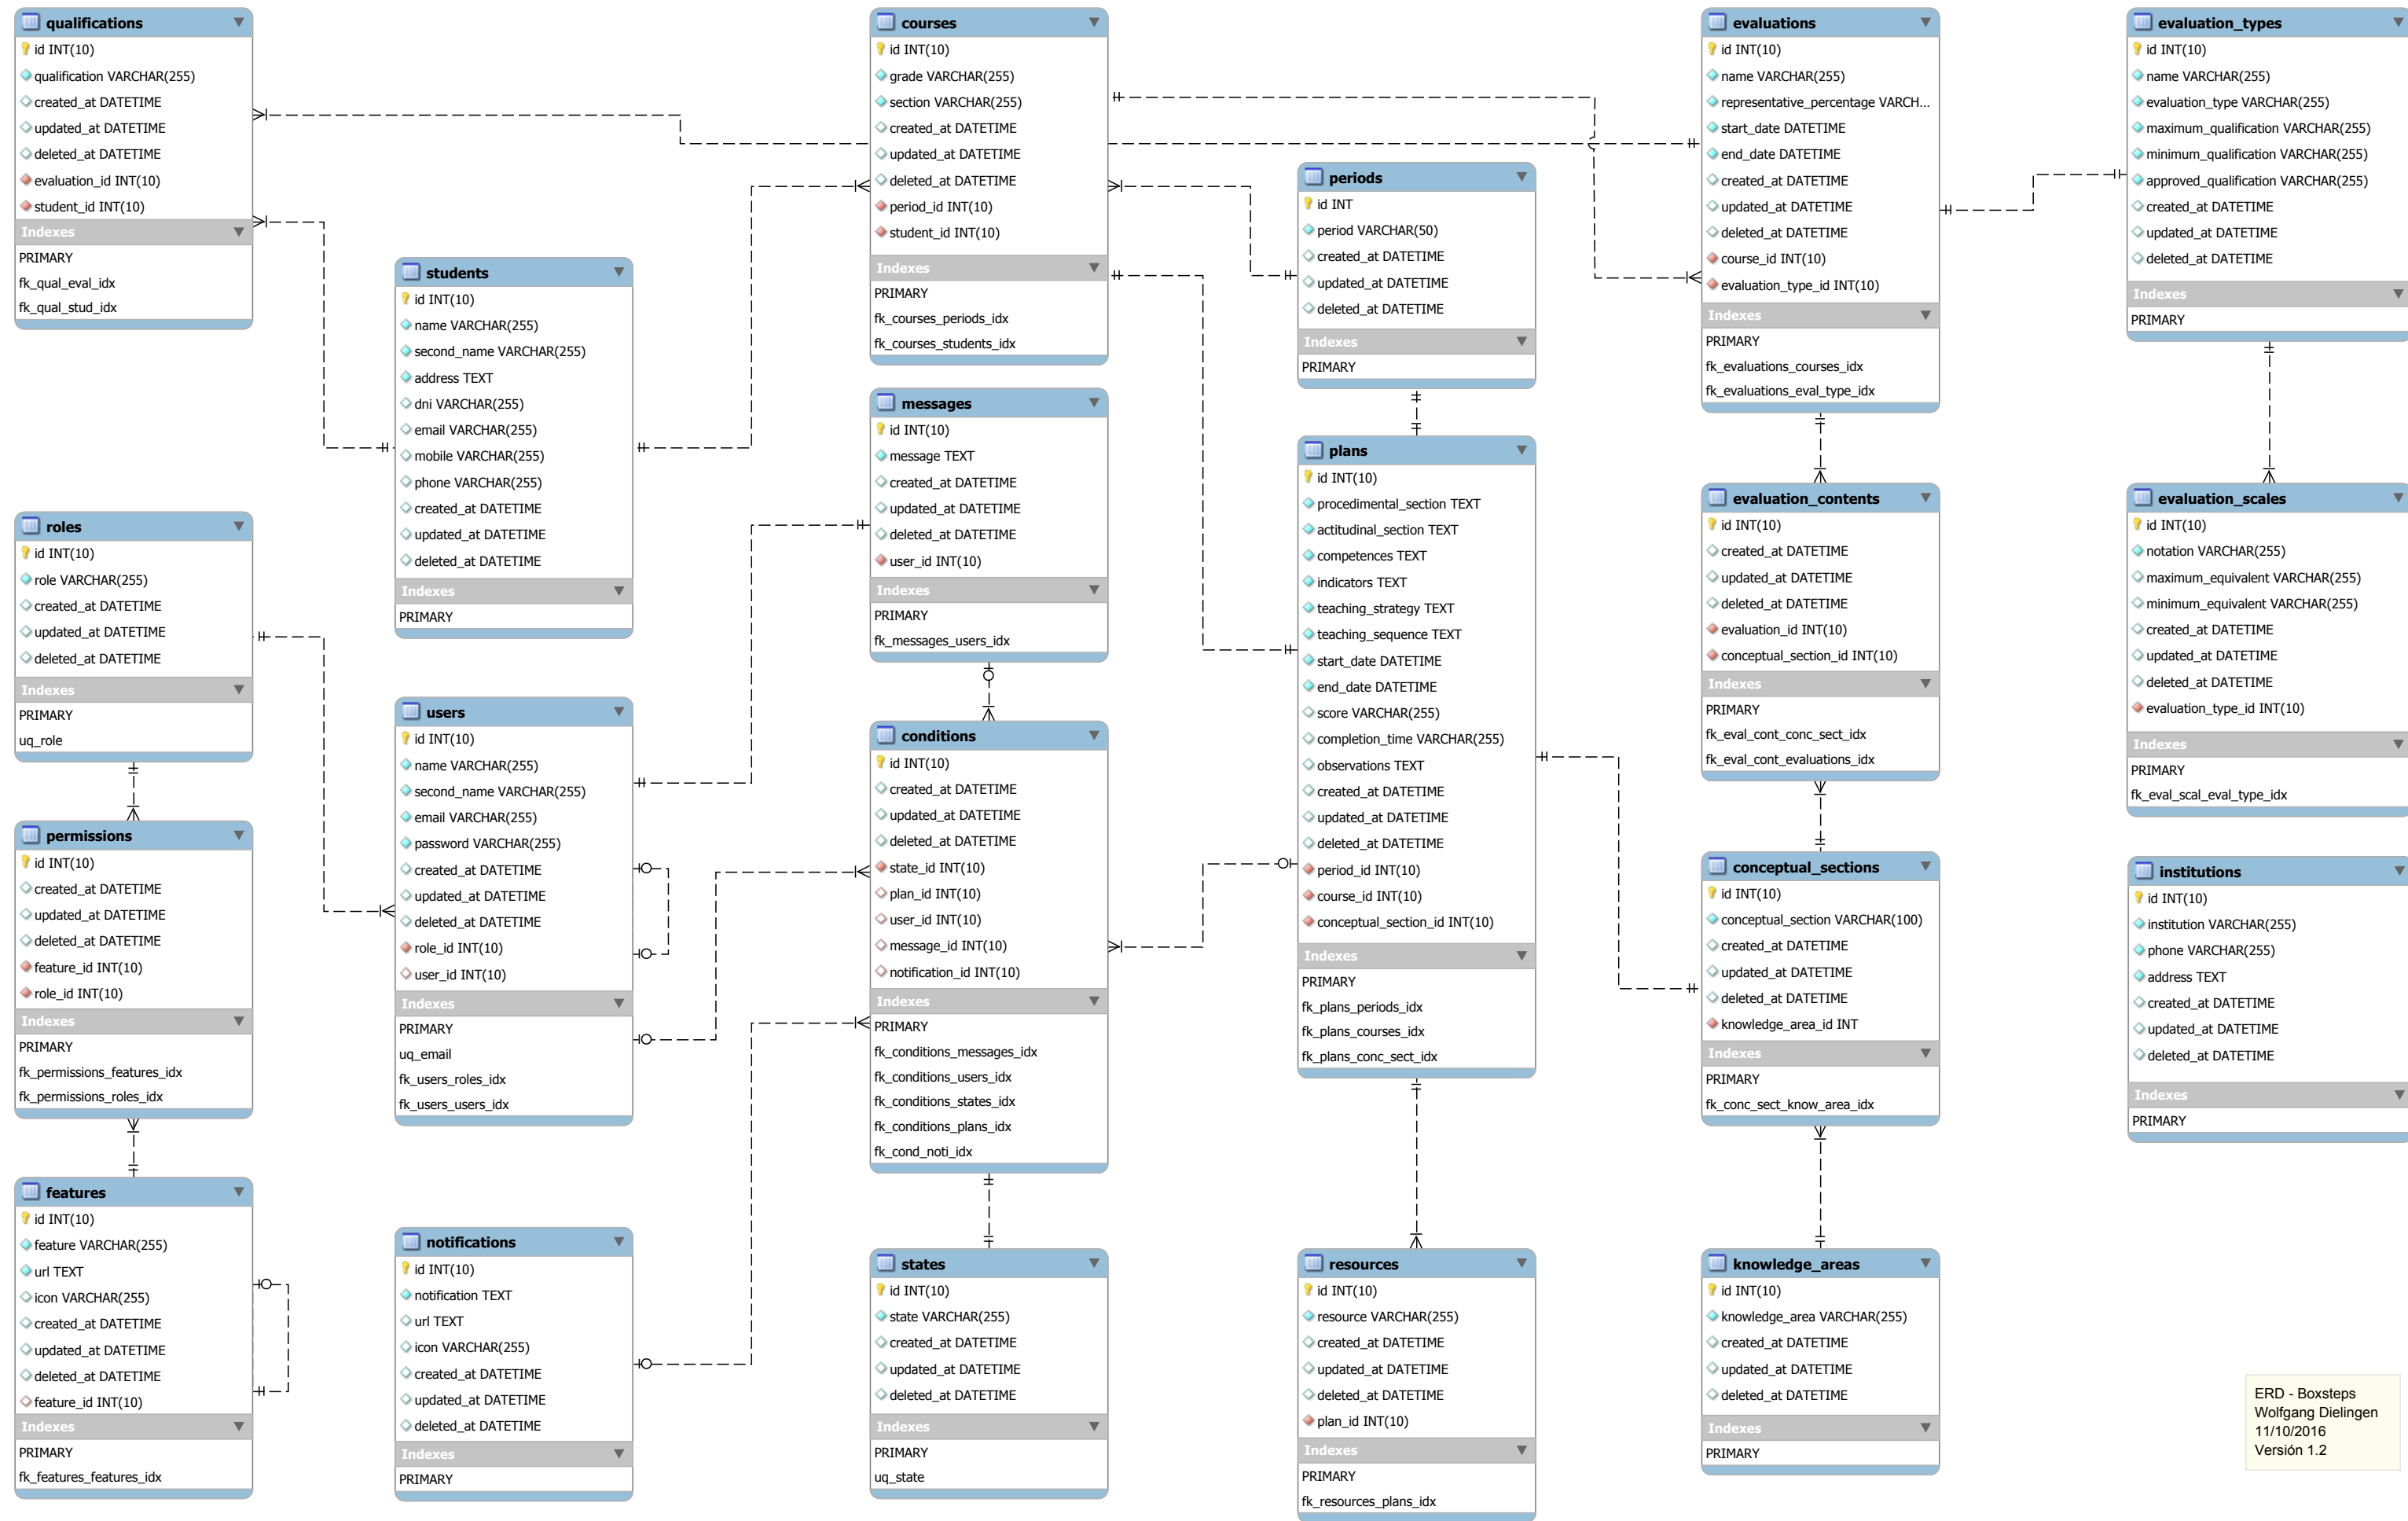 qualifications
id INT(10)
qualification VARCHAR(255)
created_at DATETIME
updated_at DATETIME
deleted_at DATETIME
evaluation_id INT(10)
student_id INT(10)
Indexes
PRIMARY
fk_qual_eval_idx
fk_qual_stud_idx
roles
id INT(10)
role VARCHAR(255)
created_at DATETIME
updated_at DATETIME
deleted_at DATETIME
Indexes
PRIMARY
uq_role
permissions
id INT(10)
created_at DATETIME
updated_at DATETIME
deleted_at DATETIME
feature_id INT(10)
role_id INT(10)
Indexes
PRIMARY
fk_permissions_features_idx
fk_permissions_roles_idx
features
id INT(10)
feature VARCHAR(255)
url TEXT
icon VARCHAR(255)
created_at DATETIME
updated_at DATETIME
deleted_at DATETIME
feature_id INT(10)
Indexes
PRIMARY
fk_features_features_idx
students
id INT(10)
name VARCHAR(255)
second_name VARCHAR(255)
address TEXT
dni VARCHAR(255)
email VARCHAR(255)
mobile VARCHAR(255)
phone VARCHAR(255)
created_at DATETIME
updated_at DATETIME
deleted_at DATETIME
Indexes
PRIMARY
users
id INT(10)
name VARCHAR(255)
second_name VARCHAR(255)
email VARCHAR(255)
password VARCHAR(255)
created_at DATETIME
updated_at DATETIME
deleted_at DATETIME
role_id INT(10)
user_id INT(10)
Indexes
PRIMARY
uq_email
fk_users_roles_idx
fk_users_users_idx
notifications
id INT(10)
notification TEXT
url TEXT
icon VARCHAR(255)
created_at DATETIME
updated_at DATETIME
deleted_at DATETIME
Indexes
PRIMARY
courses
id INT(10)
grade VARCHAR(255)
section VARCHAR(255)
created_at DATETIME
updated_at DATETIME
deleted_at DATETIME
period_id INT(10)
student_id INT(10)
Indexes
PRIMARY
fk_courses_periods_idx
fk_courses_students_idx
messages
id INT(10)
message TEXT
created_at DATETIME
updated_at DATETIME
deleted_at DATETIME
user_id INT(10)
Indexes
PRIMARY
fk_messages_users_idx
conditions
id INT(10)
created_at DATETIME
updated_at DATETIME
deleted_at DATETIME
state_id INT(10)
plan_id INT(10)
user_id INT(10)
message_id INT(10)
notification_id INT(10)
Indexes
PRIMARY
fk_conditions_messages_idx
fk_conditions_users_idx
fk_conditions_states_idx
fk_conditions_plans_idx
fk_cond_noti_idx
states
id INT(10)
state VARCHAR(255)
created_at DATETIME
updated_at DATETIME
deleted_at DATETIME
Indexes
PRIMARY
uq_state
periods
id INT
period VARCHAR(50)
created_at DATETIME
updated_at DATETIME
deleted_at DATETIME
Indexes
PRIMARY
plans
id INT(10)
procedimental_section TEXT
actitudinal_section TEXT
competences TEXT
indicators TEXT
teaching_strategy TEXT
teaching_sequence TEXT
start_date DATETIME
end_date DATETIME
score VARCHAR(255)
completion_time VARCHAR(255)
observations TEXT
created_at DATETIME
updated_at DATETIME
deleted_at DATETIME
period_id INT(10)
course_id INT(10)
conceptual_section_id INT(10)
Indexes
PRIMARY
fk_plans_periods_idx
fk_plans_courses_idx
fk_plans_conc_sect_idx
resources
id INT(10)
resource VARCHAR(255)
created_at DATETIME
updated_at DATETIME
deleted_at DATETIME
plan_id INT(10)
Indexes
PRIMARY
fk_resources_plans_idx
evaluations
id INT(10)
name VARCHAR(255)
representative_percentage VARCH...
start_date DATETIME
end_date DATETIME
created_at DATETIME
updated_at DATETIME
deleted_at DATETIME
course_id INT(10)
evaluation_type_id INT(10)
Indexes
PRIMARY
fk_evaluations_courses_idx
fk_evaluations_eval_type_idx
evaluation_contents
id INT(10)
created_at DATETIME
updated_at DATETIME
deleted_at DATETIME
evaluation_id INT(10)
conceptual_section_id INT(10)
Indexes
PRIMARY
fk_eval_cont_conc_sect_idx
fk_eval_cont_evaluations_idx
conceptual_sections
id INT(10)
conceptual_section VARCHAR(100)
created_at DATETIME
updated_at DATETIME
deleted_at DATETIME
knowledge_area_id INT
Indexes
PRIMARY
fk_conc_sect_know_area_idx
knowledge_areas
id INT(10)
knowledge_area VARCHAR(255)
created_at DATETIME
updated_at DATETIME
deleted_at DATETIME
Indexes
PRIMARY
evaluation_types
id INT(10)
name VARCHAR(255)
evaluation_type VARCHAR(255)
maximum_qualification VARCHAR(255)
minimum_qualification VARCHAR(255)
approved_qualification VARCHAR(255)
created_at DATETIME
updated_at DATETIME
deleted_at DATETIME
Indexes
PRIMARY
evaluation_scales
id INT(10)
notation VARCHAR(255)
maximum_equivalent VARCHAR(255)
minimum_equivalent VARCHAR(255)
created_at DATETIME
updated_at DATETIME
deleted_at DATETIME
evaluation_type_id INT(10)
Indexes
PRIMARY
fk_eval_scal_eval_type_idx
institutions
id INT(10)
institution VARCHAR(255)
phone VARCHAR(255)
address TEXT
created_at DATETIME
updated_at DATETIME
deleted_at DATETIME
Indexes
PRIMARY
ERD - Boxsteps
Wolfgang Dielingen
11/10/2016
Versión 1.2